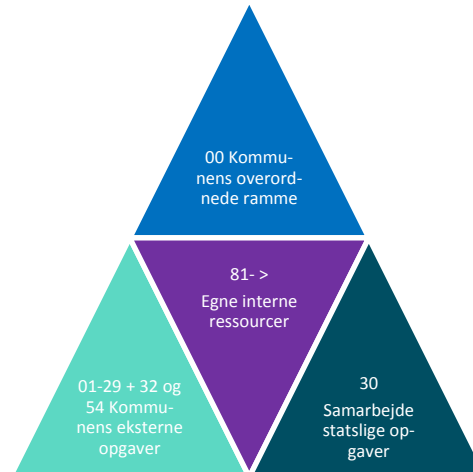 00 Kommu-
nens overord-
nede ramme
81- >
Egne interne
ressourcer
01-29 + 32 og
54 Kommu-
nens eksterne
opgaver
30
Samarbejde
statslige op-
gaver